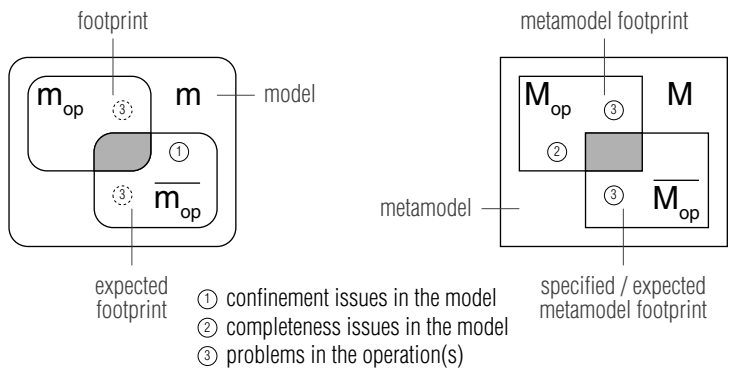 footprint
metamodel footprint
m op
3
m
model
1
3
m op
M op
3
M
2
metamodel
3
M op
expected
footprint
specified / expected
metamodel footprint
1 confinement issues in the model
2 completeness issues in the model
3 problems in the operation(s)